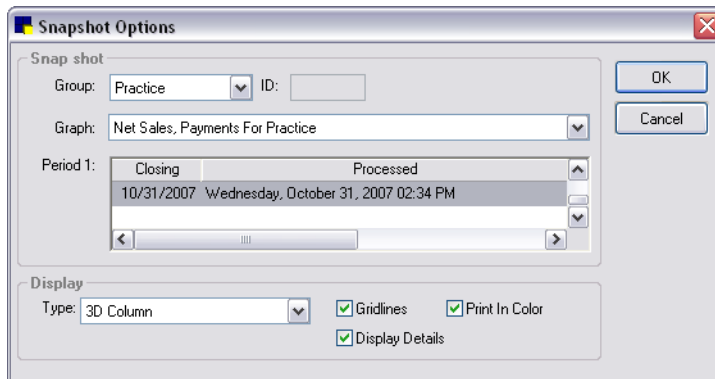 Snapshot Options
Snap shot
OK
Group: Practice ID:
Cancel
Graph: Net Sales, Payments For Practice
Period 1: Closing Processed
10/31/2007 Wednesday, October 31, 2007 02:34 PM
Display
Type: 3D Column Gridlines Print In Color
Display Details